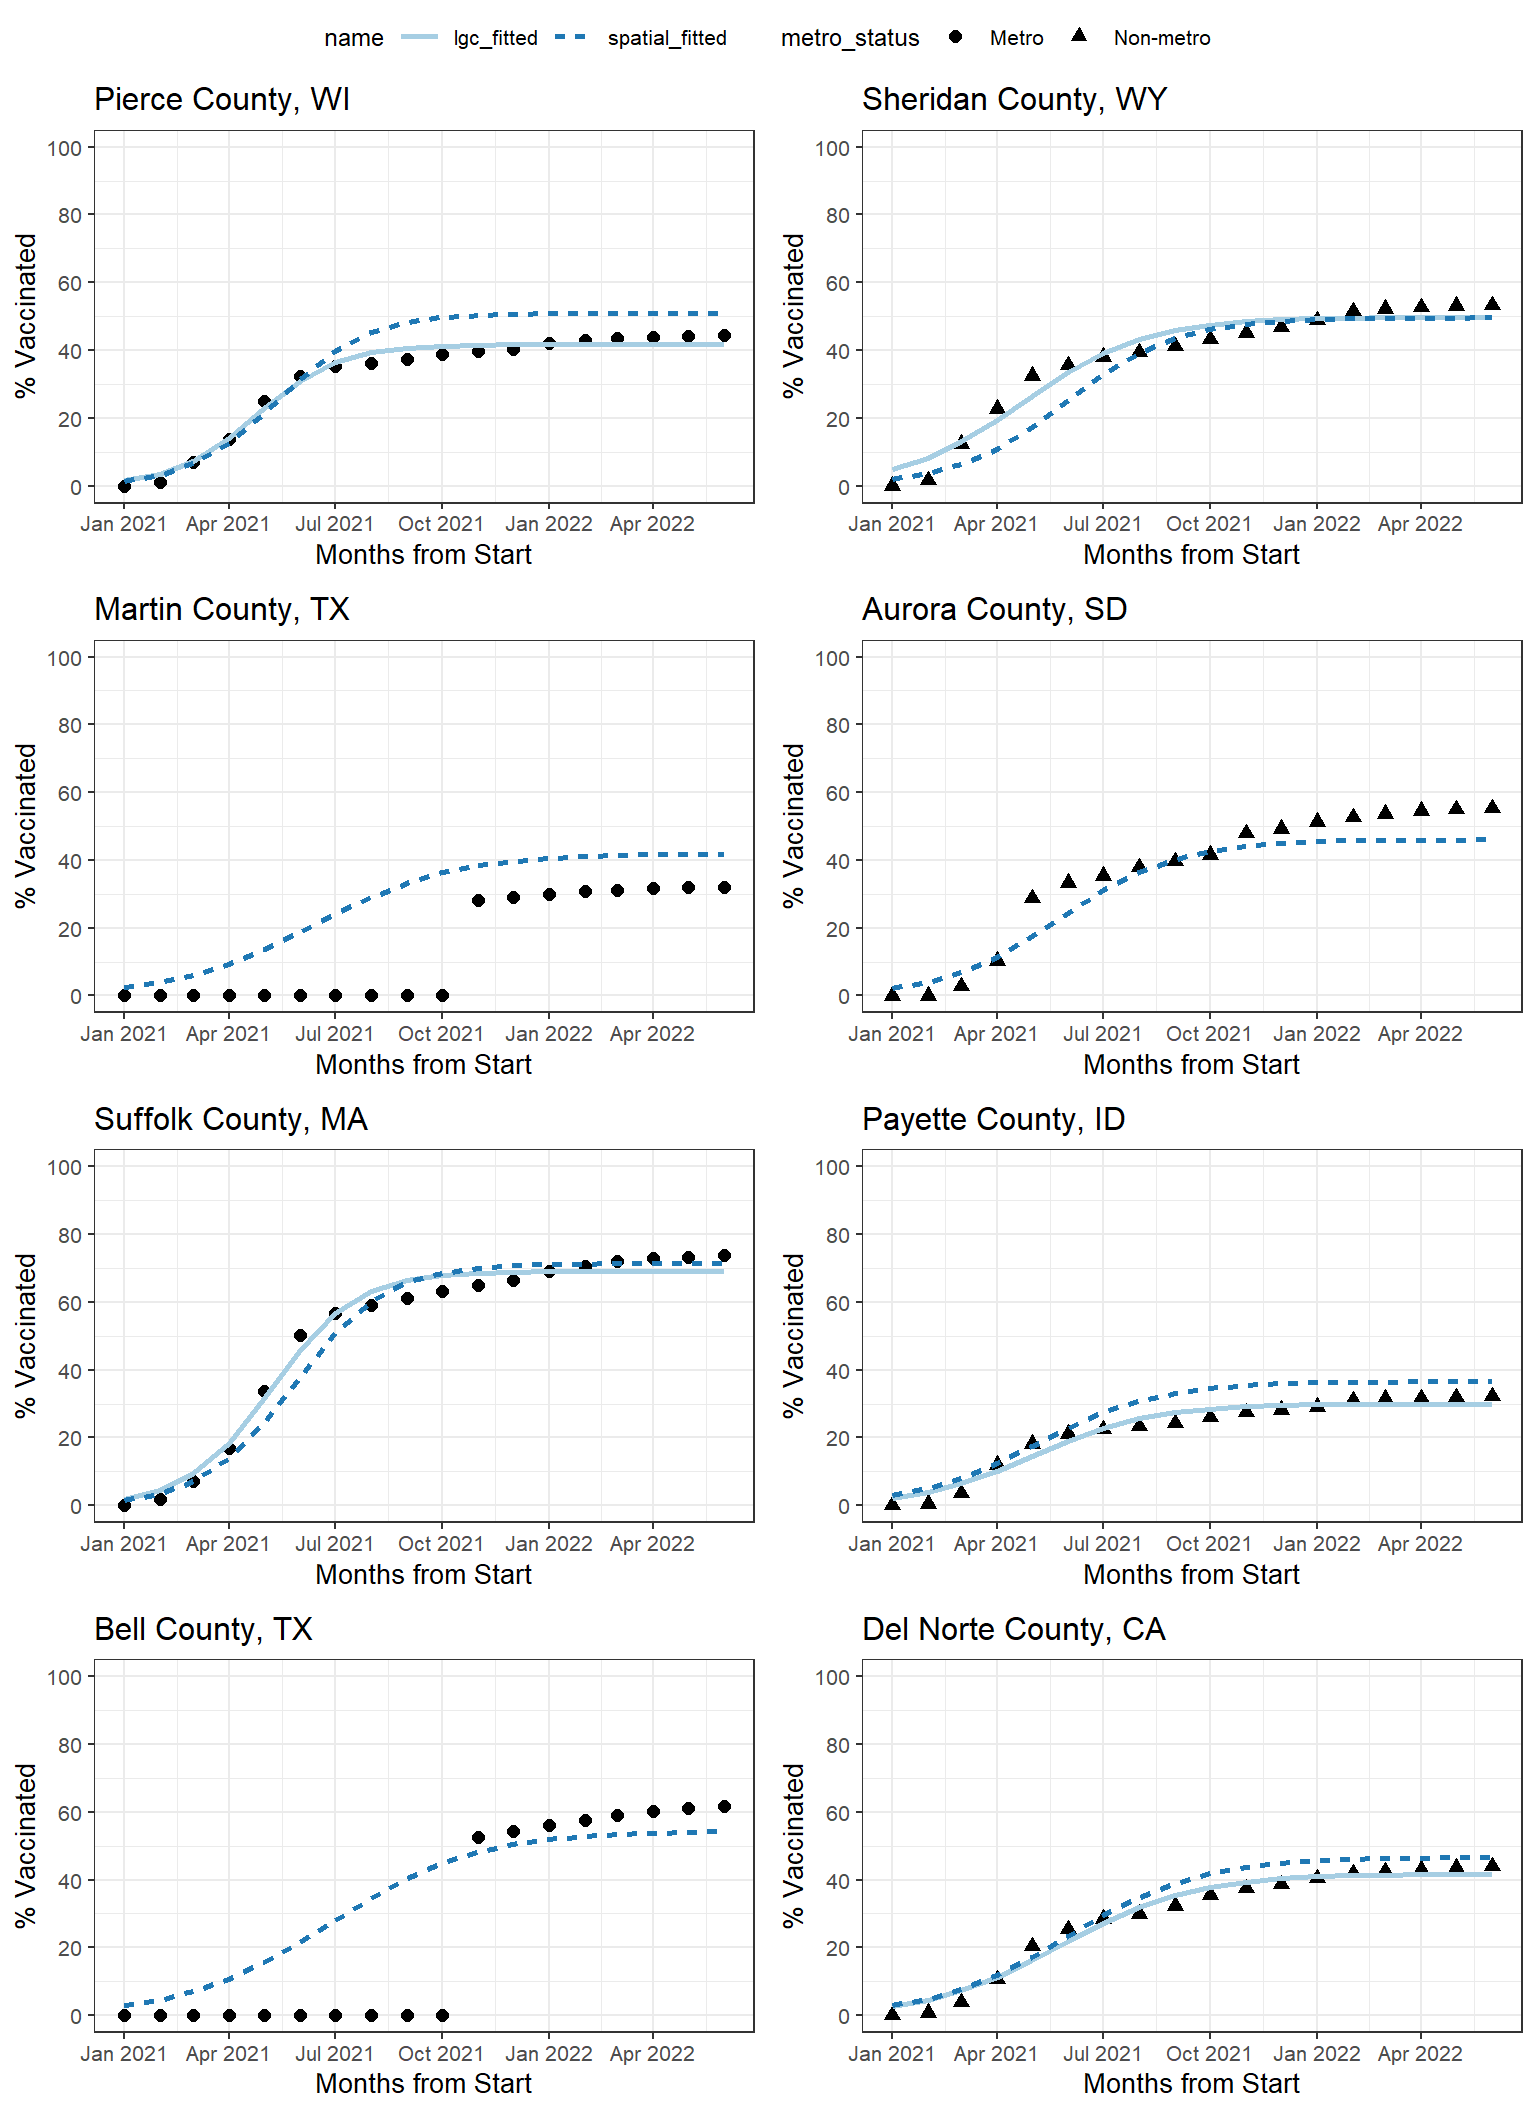 name lgc_fitted spatial_fitted metro_status Metro Non-metro
Pierce County, WI
% Vaccinated
100
80
60
40
20
0
Jan 2021 Apr 2021 Jul 2021 Oct 2021 Jan 2022 Apr 2022
Months from Start
Sheridan County, WY
% Vaccinated
100
80
60
40
20
0
Jan 2021 Apr 2021 Jul 2021 Oct 2021 Jan 2022 Apr 2022
Months from Start
Martin County, TX
% Vaccinated
100
80
60
40
20
0
Jan 2021 Apr 2021 Jul 2021 Oct 2021 Jan 2022 Apr 2022
Months from Start
Aurora County, SD
% Vaccinated
100
80
60
40
20
0
Jan 2021 Apr 2021 Jul 2021 Oct 2021 Jan 2022 Apr 2022
Months from Start
Suffolk County, MA
% Vaccinated
100
80
60
40
20
0
Jan 2021 Apr 2021 Jul 2021 Oct 2021 Jan 2022 Apr 2022
Months from Start
Payette County, ID
% Vaccinated
100
80
60
40
20
0
Jan 2021 Apr 2021 Jul 2021 Oct 2021 Jan 2022 Apr 2022
Months from Start
Bell County, TX
% Vaccinated
100
80
60
40
20
0
Jan 2021 Apr 2021 Jul 2021 Oct 2021 Jan 2022 Apr 2022
Months from Start
Del Norte County, CA
% Vaccinated
100
80
60
40
20
0
Jan 2021 Apr 2021 Jul 2021 Oct 2021 Jan 2022 Apr 2022
Months from Start